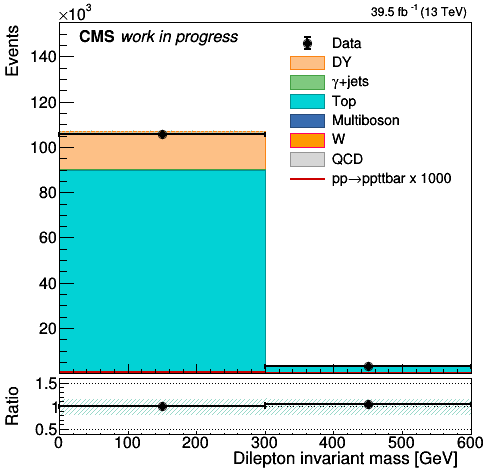 ×10³
39.5 fb⁻¹ (13 TeV)
Events
CMS work in progress
Data
DY
γ+jets
Top
Multiboson
W
QCD
pp→ppttbar x 1000
140
120
100
80
60
40
20
0
Ratio
1.5
1
0.5
0 100 200 300 400 500 600
Dilepton invariant mass [GeV]